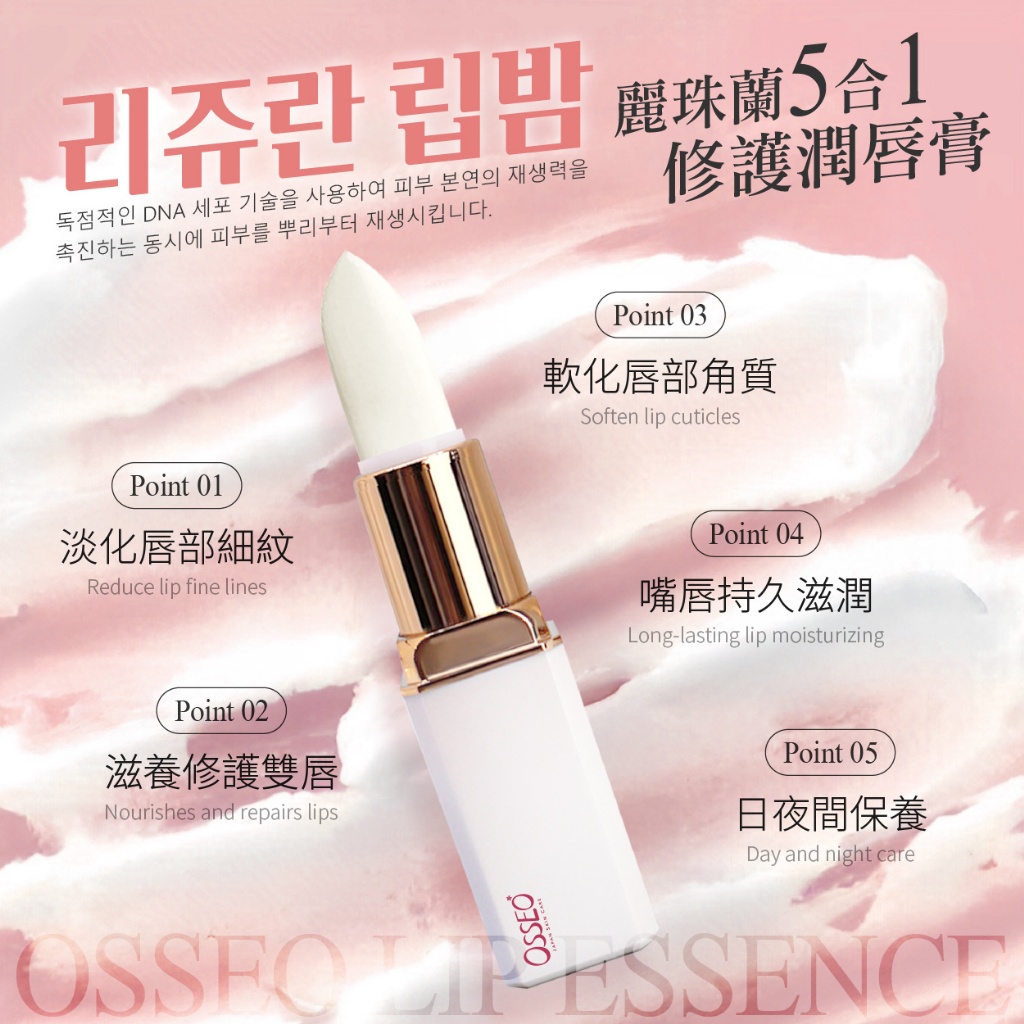 리쥬란 립밤
독점적인 DNA 세포 기술을 사용하여 피부 본연의 재생력을
촉진하는 동시에 피부를 뿌리부터 재생시킵니다.
麗珠蘭5合1
修護潤唇膏
Point 01
淡化唇部細紋
Reduce lip fine lines
Point 02
滋養修護雙唇
Nourishes and repairs lips
Point 03
軟化唇部角質
Soften lip cuticles
Point 04
嘴唇持久滋潤
Long-lasting lip moisturizing
Point 05
日夜間保養
Day and night care
OSSEO
JAPAN SKIN CARE
OSSEO LIP ESSENCE